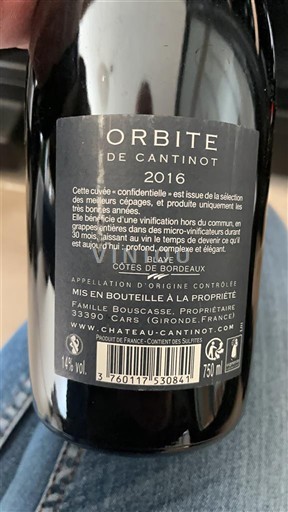 ORBITE
DE CANTINOT
2016
Cette cuvée « confidentielle » est issue de la sélection
des meilleurs cépages, et produite uniquement les
très bonnes années.
Elle bénéficie d'une vinification hors du commun, en
grappes entières dans des micro-vinificateurs durant
30 mois, laissant au vin le temps de devenir ce qu'il
est aujourd'hui : profond, complexe et élégant.
VINTRU
BLAYE
CÔTES DE BORDEAUX
APPELLATION D'ORIGINE CONTRÔLÉE
MIS EN BOUTEILLE À LA PROPRIÉTÉ
FAMILLE BOUSCASSE, PROPRIÉTAIRE
33390 CARS (GIRONDE,FRANCE)
WWW.CHATEAU-CANTINOT.COM
PRODUIT DE FRANCE - CONTIENT DES SULFITES
14% vol.
3 760117 530841
750 ml